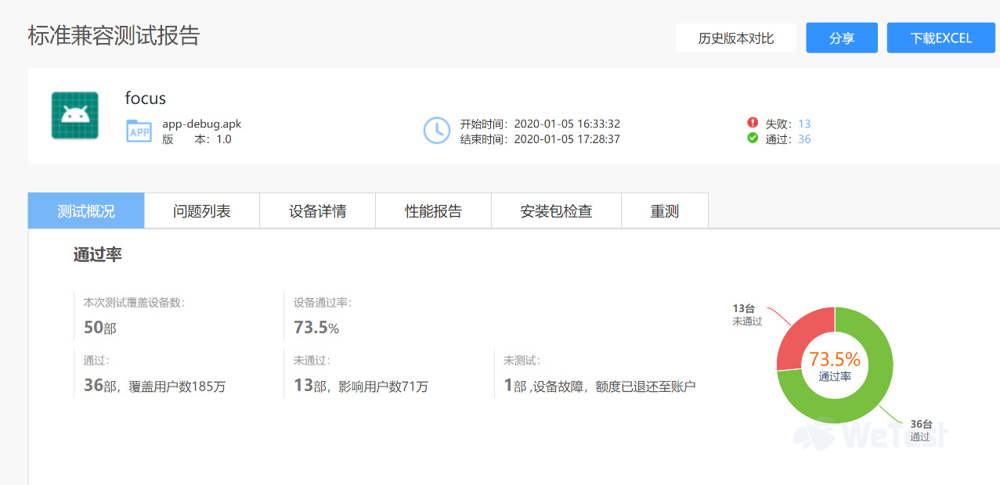 标准兼容测试报告
历史版本对比
分享
下载EXCEL
focus
APP
app-debug.apk
版 本：1.0
开始时间：2020-01-05 16:33:32
结束时间：2020-01-05 17:28:37
失败：13
通过：36
测试概况
问题列表
设备详情
性能报告
安装包检查
重测
通过率
本次测试覆盖设备数：
50部
设备通过率：
73.5%
通过：
36部，覆盖用户数185万
未通过：
13部，影响用户数71万
未测试：
1部 ,设备故障，额度已退还至账户
13台
未通过
73.5%
通过率
36台
通过
WeTest